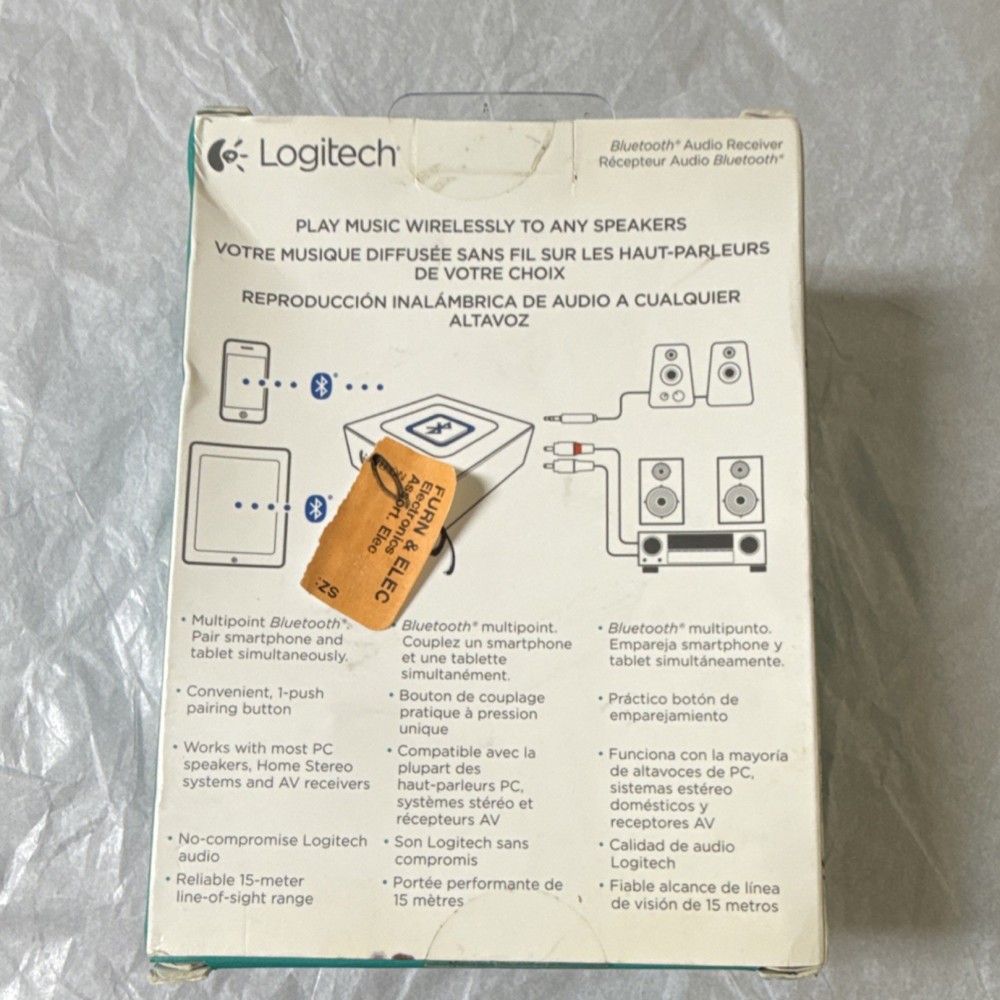 Logitech
Bluetooth® Audio Receiver
Récepteur Audio Bluetooth®
PLAY MUSIC WIRELESSLY TO ANY SPEAKERS
VOTRE MUSIQUE DIFFUSÉE SANS FIL SUR LES HAUT-PARLEURS
DE VOTRE CHOIX
REPRODUCCIÓN INALÁMBRICA DE AUDIO A CUALQUIER
ALTAVOZ
FURN & ELEC
Electronics
Assort. Elec
sz:
• Multipoint Bluetooth®.
Pair smartphone and
tablet simultaneously.
• Convenient, 1-push
pairing button
• Works with most PC
speakers, Home Stereo
systems and AV receivers
• No-compromise Logitech
audio
• Reliable 15-meter
line-of-sight range
• Bluetooth® multipoint.
Couplez un smartphone
et une tablette
simultanément.
• Bouton de couplage
pratique à pression
unique
• Compatible avec la
plupart des
haut-parleurs PC,
systèmes stéréo et
récepteurs AV
• Son Logitech sans
compromis
• Portée performante de
15 mètres
• Bluetooth® multipunto.
Empareja smartphone y
tablet simultáneamente.
• Práctico botón de
emparejamiento
• Funciona con la mayoría
de altavoces de PC,
sistemas estéreo
domésticos y
receptores AV
• Calidad de audio
Logitech
• Fiable alcance de línea
de visión de 15 metros